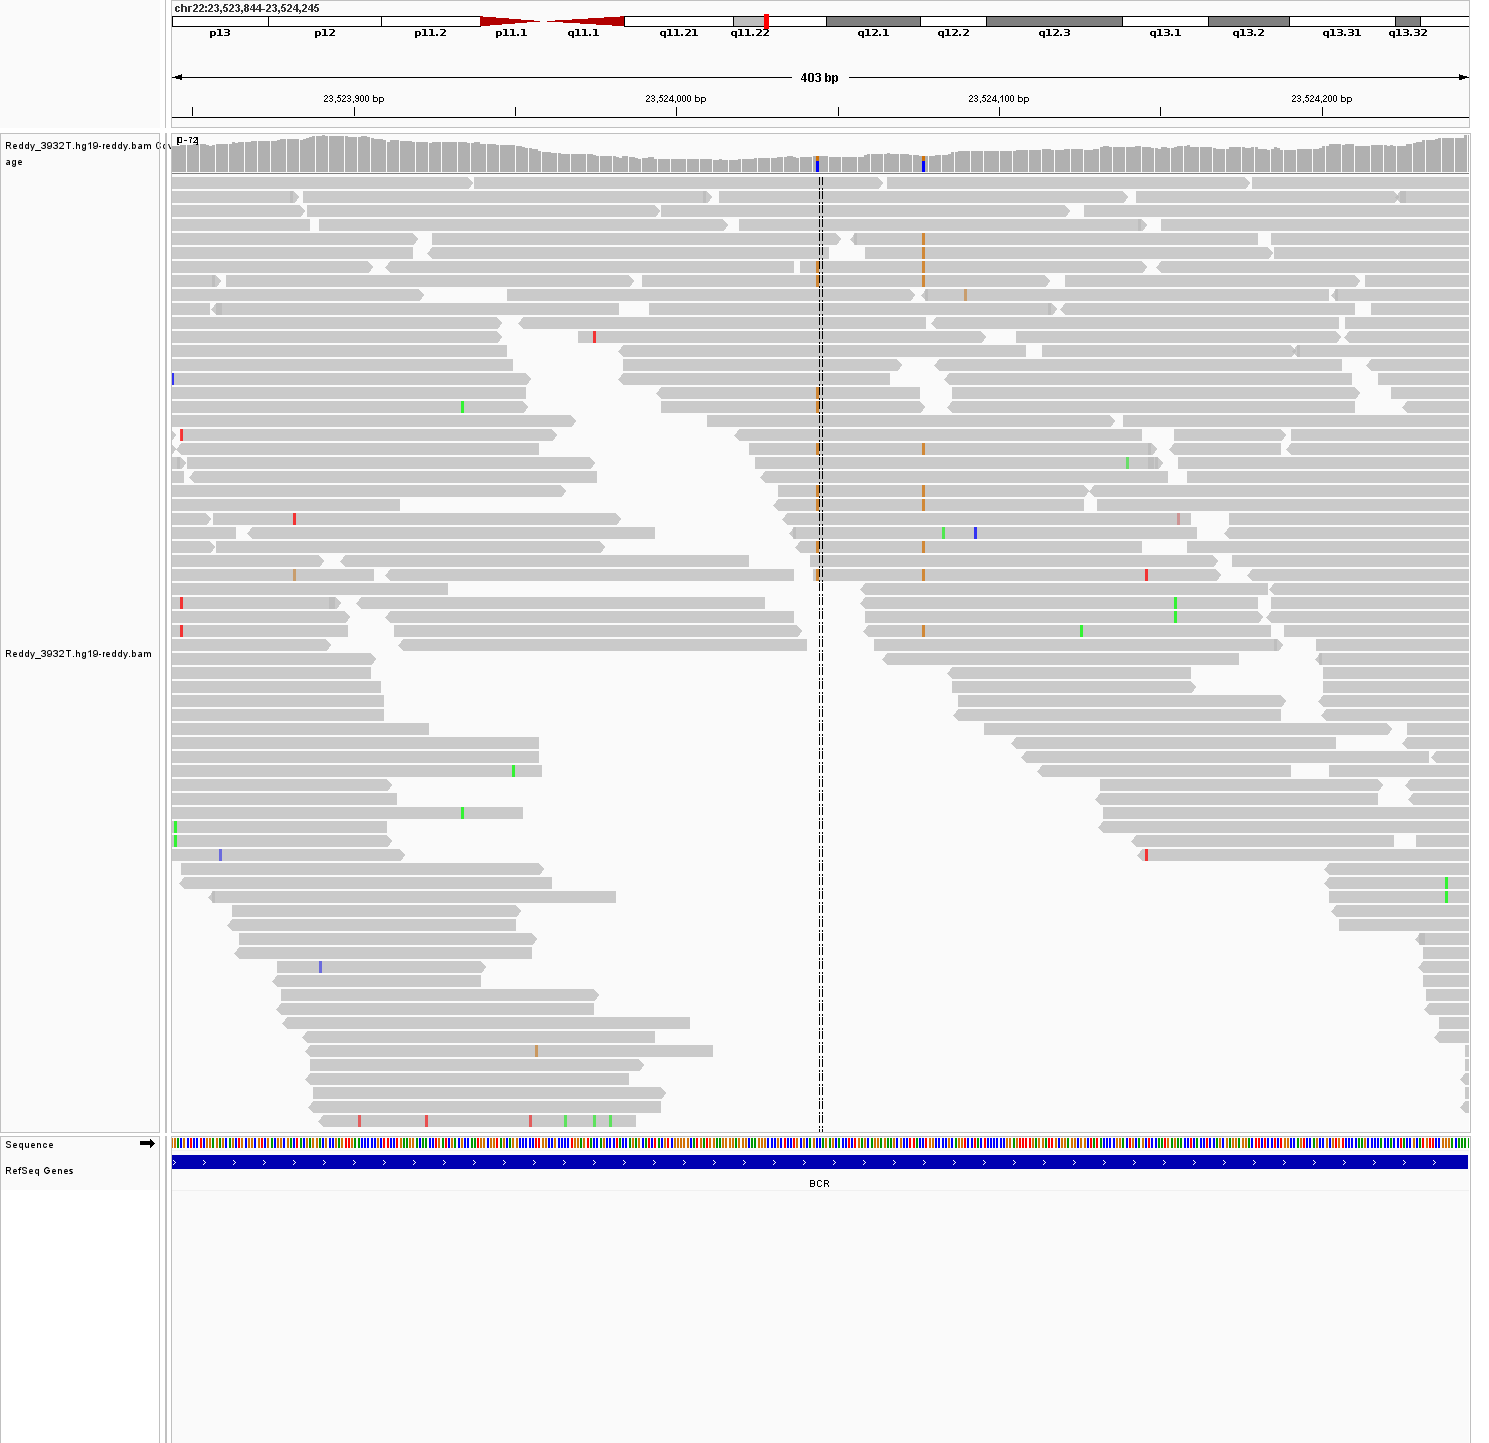 chr22:23,523,844-23,524,245
p13 p12 p11.2 p11.1 q11.1 q11.21 q11.22 q12.1 q12.2 q12.3 q13.1 q13.2 q13.31 q13.32
403 bp
23,523,900 bp 23,524,000 bp 23,524,100 bp 23,524,200 bp
[0-72]
Reddy_3932T.hg19-reddy.bam Cov
age
Reddy_3932T.hg19-reddy.bam
Sequence
RefSeq Genes
BCR